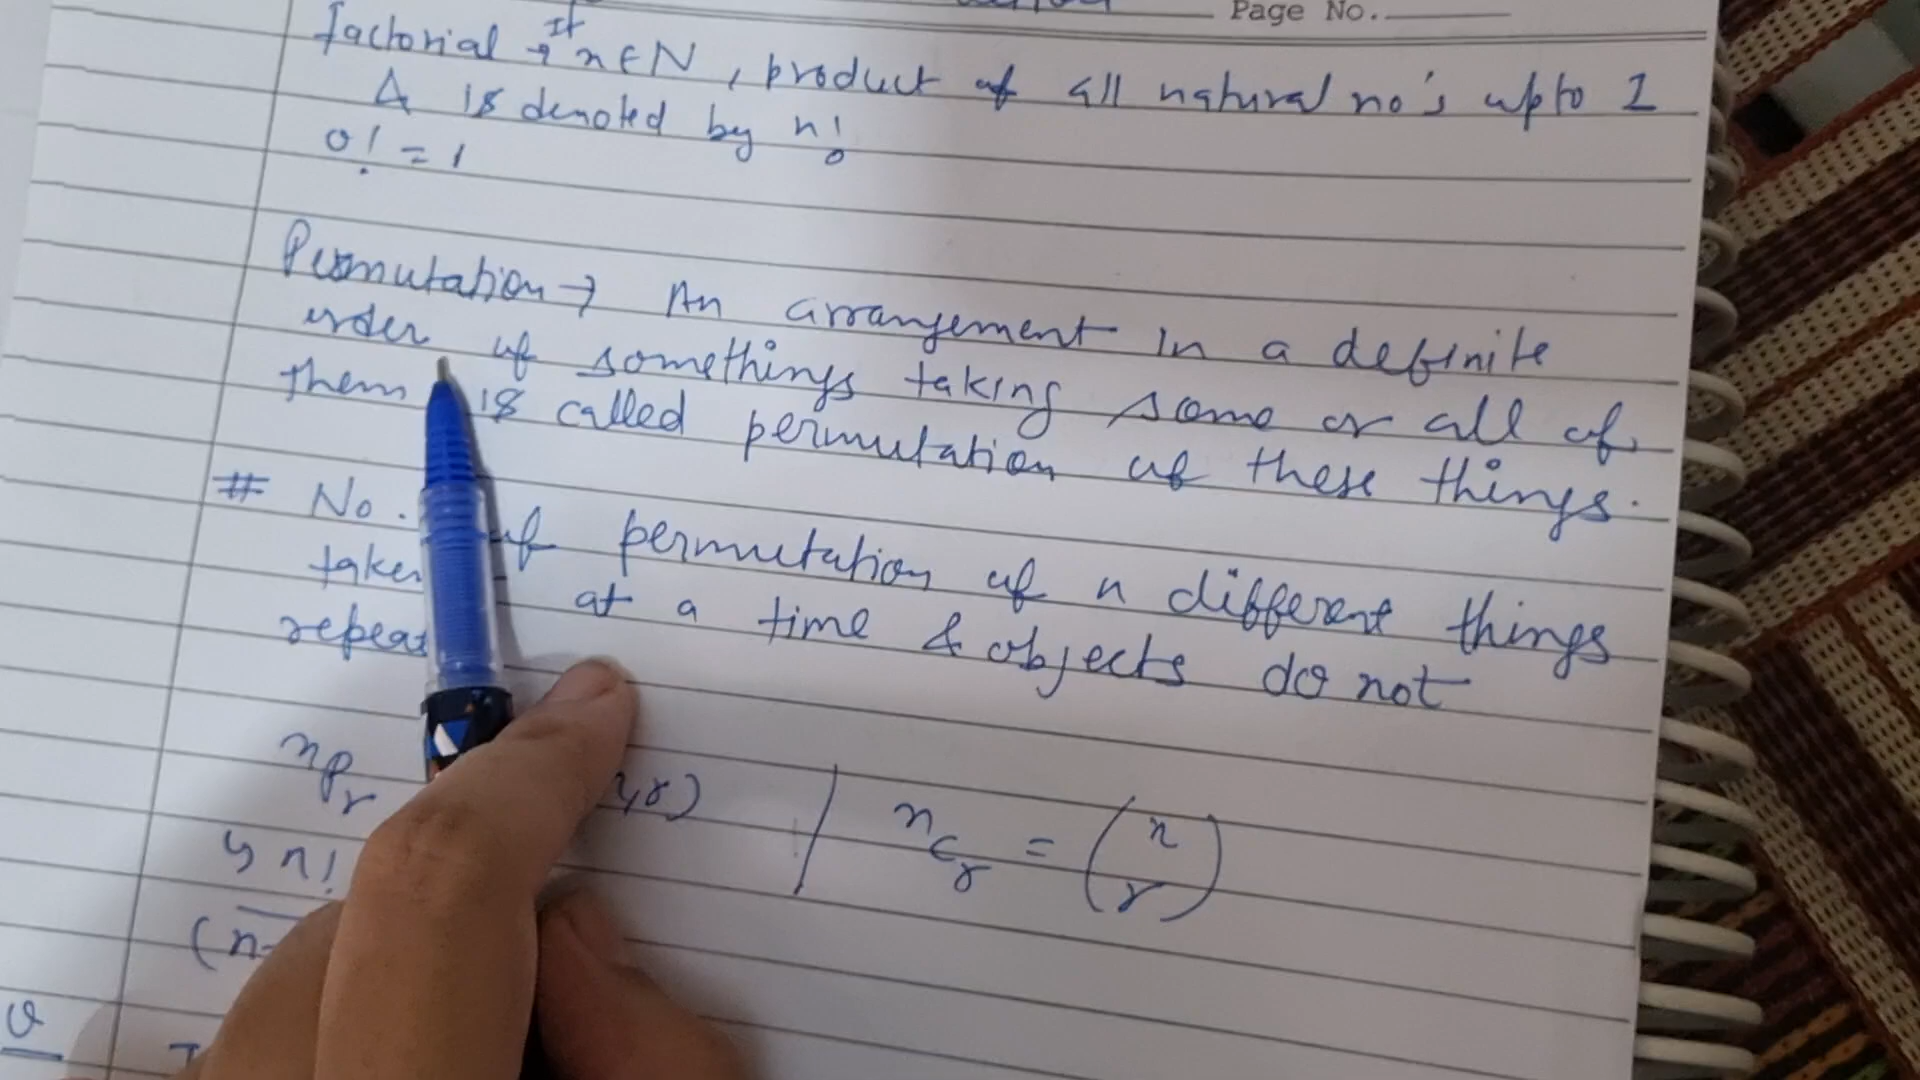 Page No.
factorial → If n∈N, product of all natural no's upto 1
& is denoted by n!
0! = 1
Permutation → An arrangement in a definite
order of somethings taking some or all of
them is called permutation of these things.
# No. of permutation of n different things
taken at a time & objects do not
repeat
nPr ,r) | nCr = (n r)
↳ n!
(n-